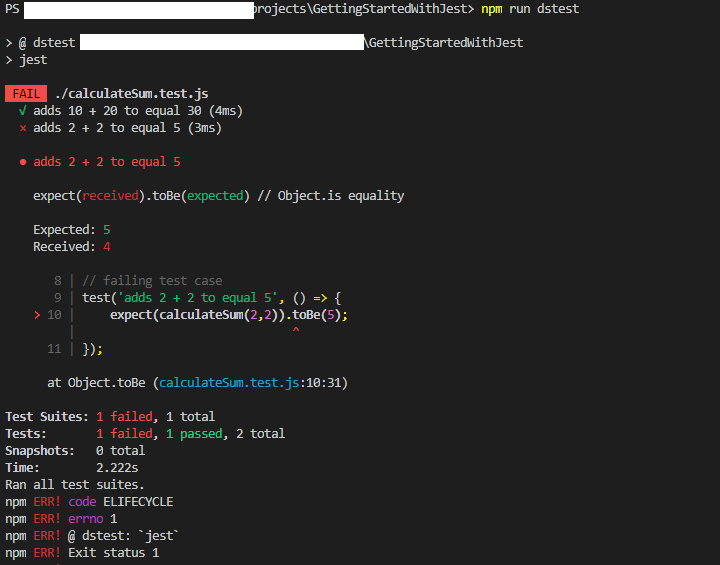 PS projects\GettingStartedWithJest> npm run dstest
> @ dstest \GettingStartedWithJest
> jest
FAIL ./calculateSum.test.js
√ adds 10 + 20 to equal 30 (4ms)
× adds 2 + 2 to equal 5 (3ms)
● adds 2 + 2 to equal 5
expect(received).toBe(expected) // Object.is equality
Expected: 5
Received: 4
8 | // failing test case
9 | test('adds 2 + 2 to equal 5', () => {
> 10 | expect(calculateSum(2,2)).toBe(5);
| ^
11 | });
at Object.toBe (calculateSum.test.js:10:31)
Test Suites: 1 failed, 1 total
Tests: 1 failed, 1 passed, 2 total
Snapshots: 0 total
Time: 2.222s
Ran all test suites.
npm ERR! code ELIFECYCLE
npm ERR! errno 1
npm ERR! @ dstest: `jest`
npm ERR! Exit status 1